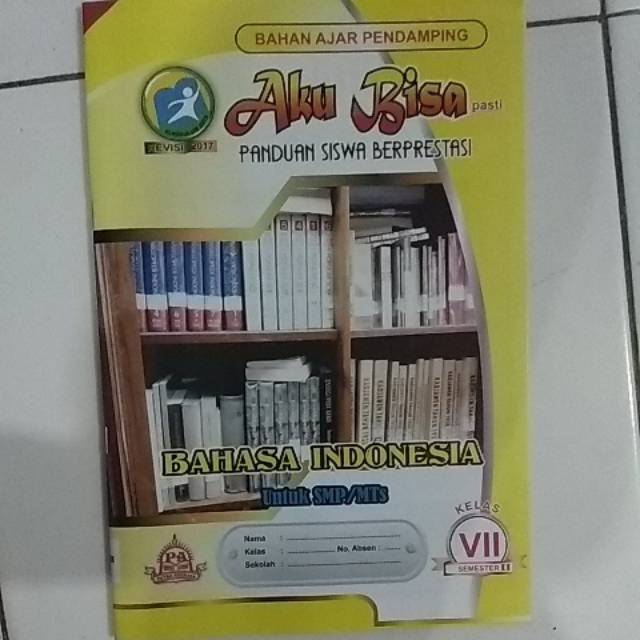 BAHAN AJAR PENDAMPING
Aku Bisa pasti
REVISI 2017
PANDUAN SISWA BERPRESTASI
BAHASA INDONESIA
Untuk SMP/MTs
Nama :
Kelas : No. Absen :
Sekolah :
KELAS
VII
SEMESTER II